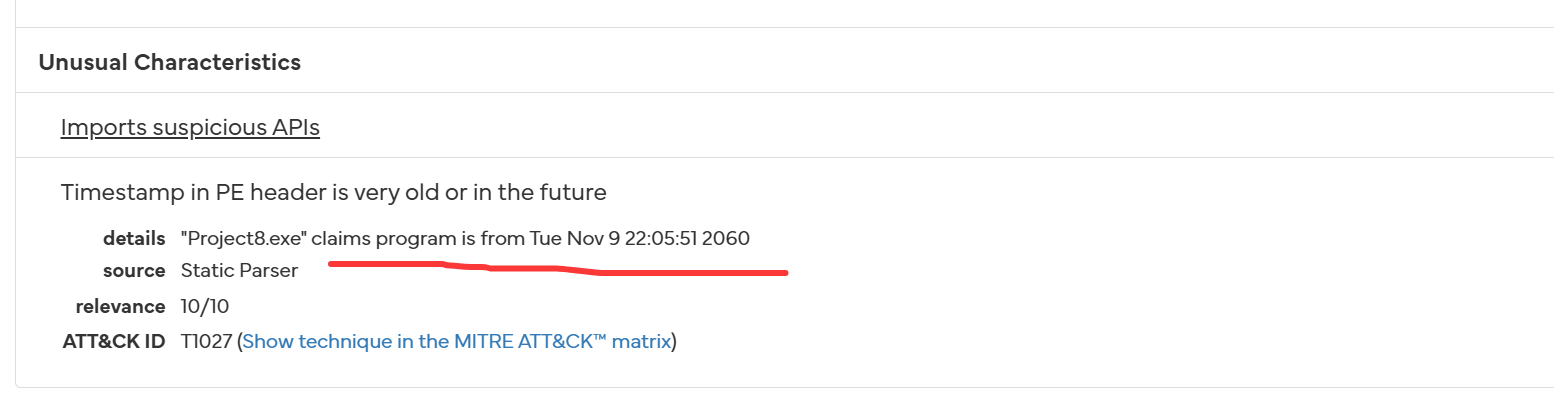 Unusual Characteristics
Imports suspicious APIs
Timestamp in PE header is very old or in the future
details "Project8.exe" claims program is from Tue Nov 9 22:05:51 2060
source Static Parser
relevance 10/10
ATT&CK ID T1027 (Show technique in the MITRE ATT&CK™ matrix)